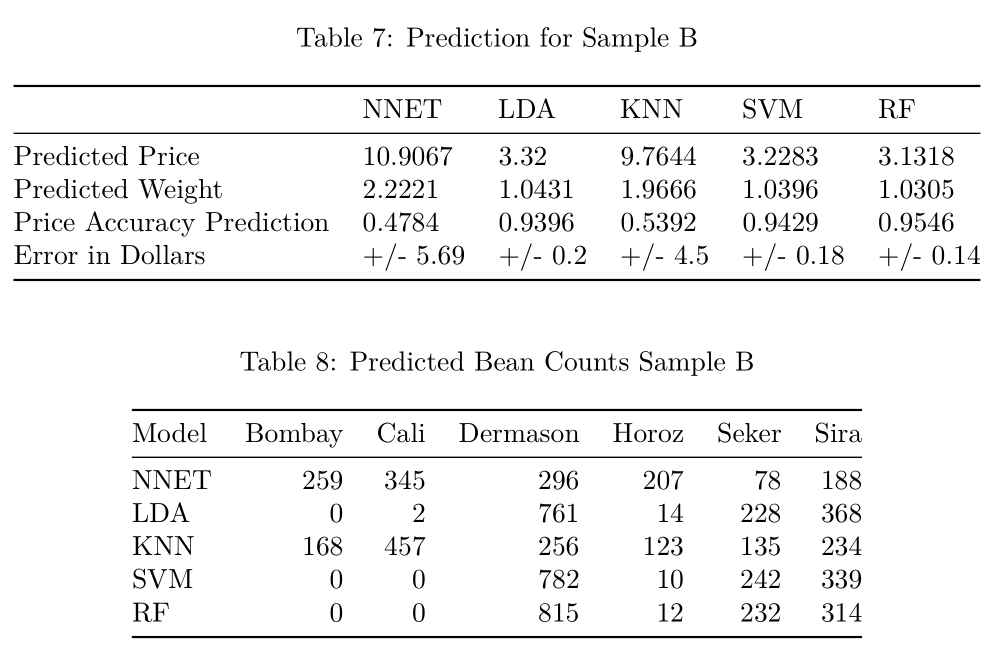 Table 7: Prediction for Sample B
NNET LDA KNN SVM RF
Predicted Price 10.9067 3.32 9.7644 3.2283 3.1318
Predicted Weight 2.2221 1.0431 1.9666 1.0396 1.0305
Price Accuracy Prediction 0.4784 0.9396 0.5392 0.9429 0.9546
Error in Dollars +/- 5.69 +/- 0.2 +/- 4.5 +/- 0.18 +/- 0.14
Table 8: Predicted Bean Counts Sample B
Model Bombay Cali Dermason Horoz Seker Sira
NNET 259 345 296 207 78 188
LDA 0 2 761 14 228 368
KNN 168 457 256 123 135 234
SVM 0 0 782 10 242 339
RF 0 0 815 12 232 314